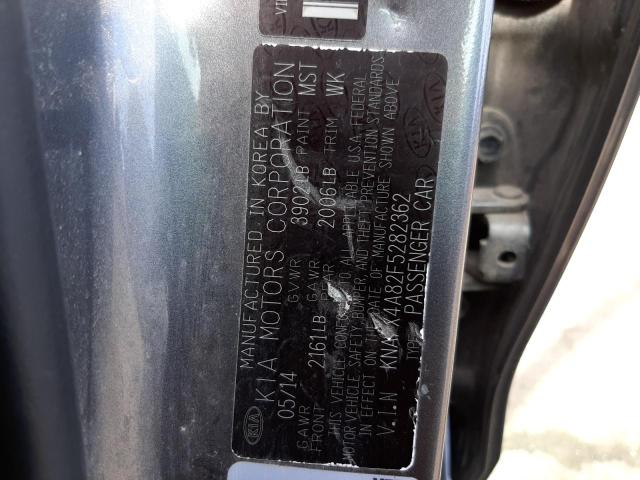 KIA
MANUFACTURED IN KOREA BY
KIA MOTORS CORPORATION
05/14 GVWR 3902LB PAINT MST
GAWR GAWR
FRONT 2161LB REAR 2006LB TRIM WK
THIS VEHICLE CONFORMS TO ALL APPLICABLE U.S.A. FEDERAL
MOTOR VEHICLE SAFETY, BUMPER AND THEFT PREVENTION STANDARDS
IN EFFECT ON THE DATE OF MANUFACTURE SHOWN ABOVE
V.I.N 4A82F5282362
TYPE PASSENGER CAR